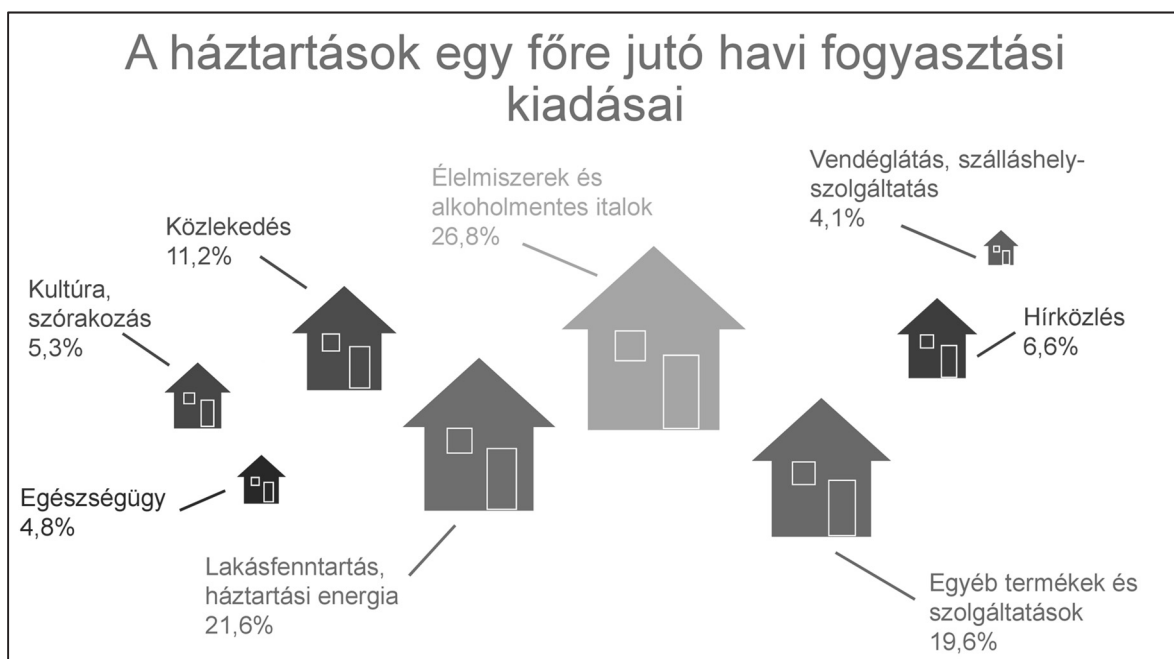 A háztartások egy főre jutó havi fogyasztási
kiadásai
Vendéglátás, szálláshely-
szolgáltatás
4,1%
Élelmiszerek és
alkoholmentes italok
26,8%
Közlekedés
11,2%
Kultúra,
szórakozás
5,3%
Hírközlés
6,6%
Egészségügy
4,8%
Lakásfenntartás,
háztartási energia
21,6%
Egyéb termékek és
szolgáltatások
19,6%